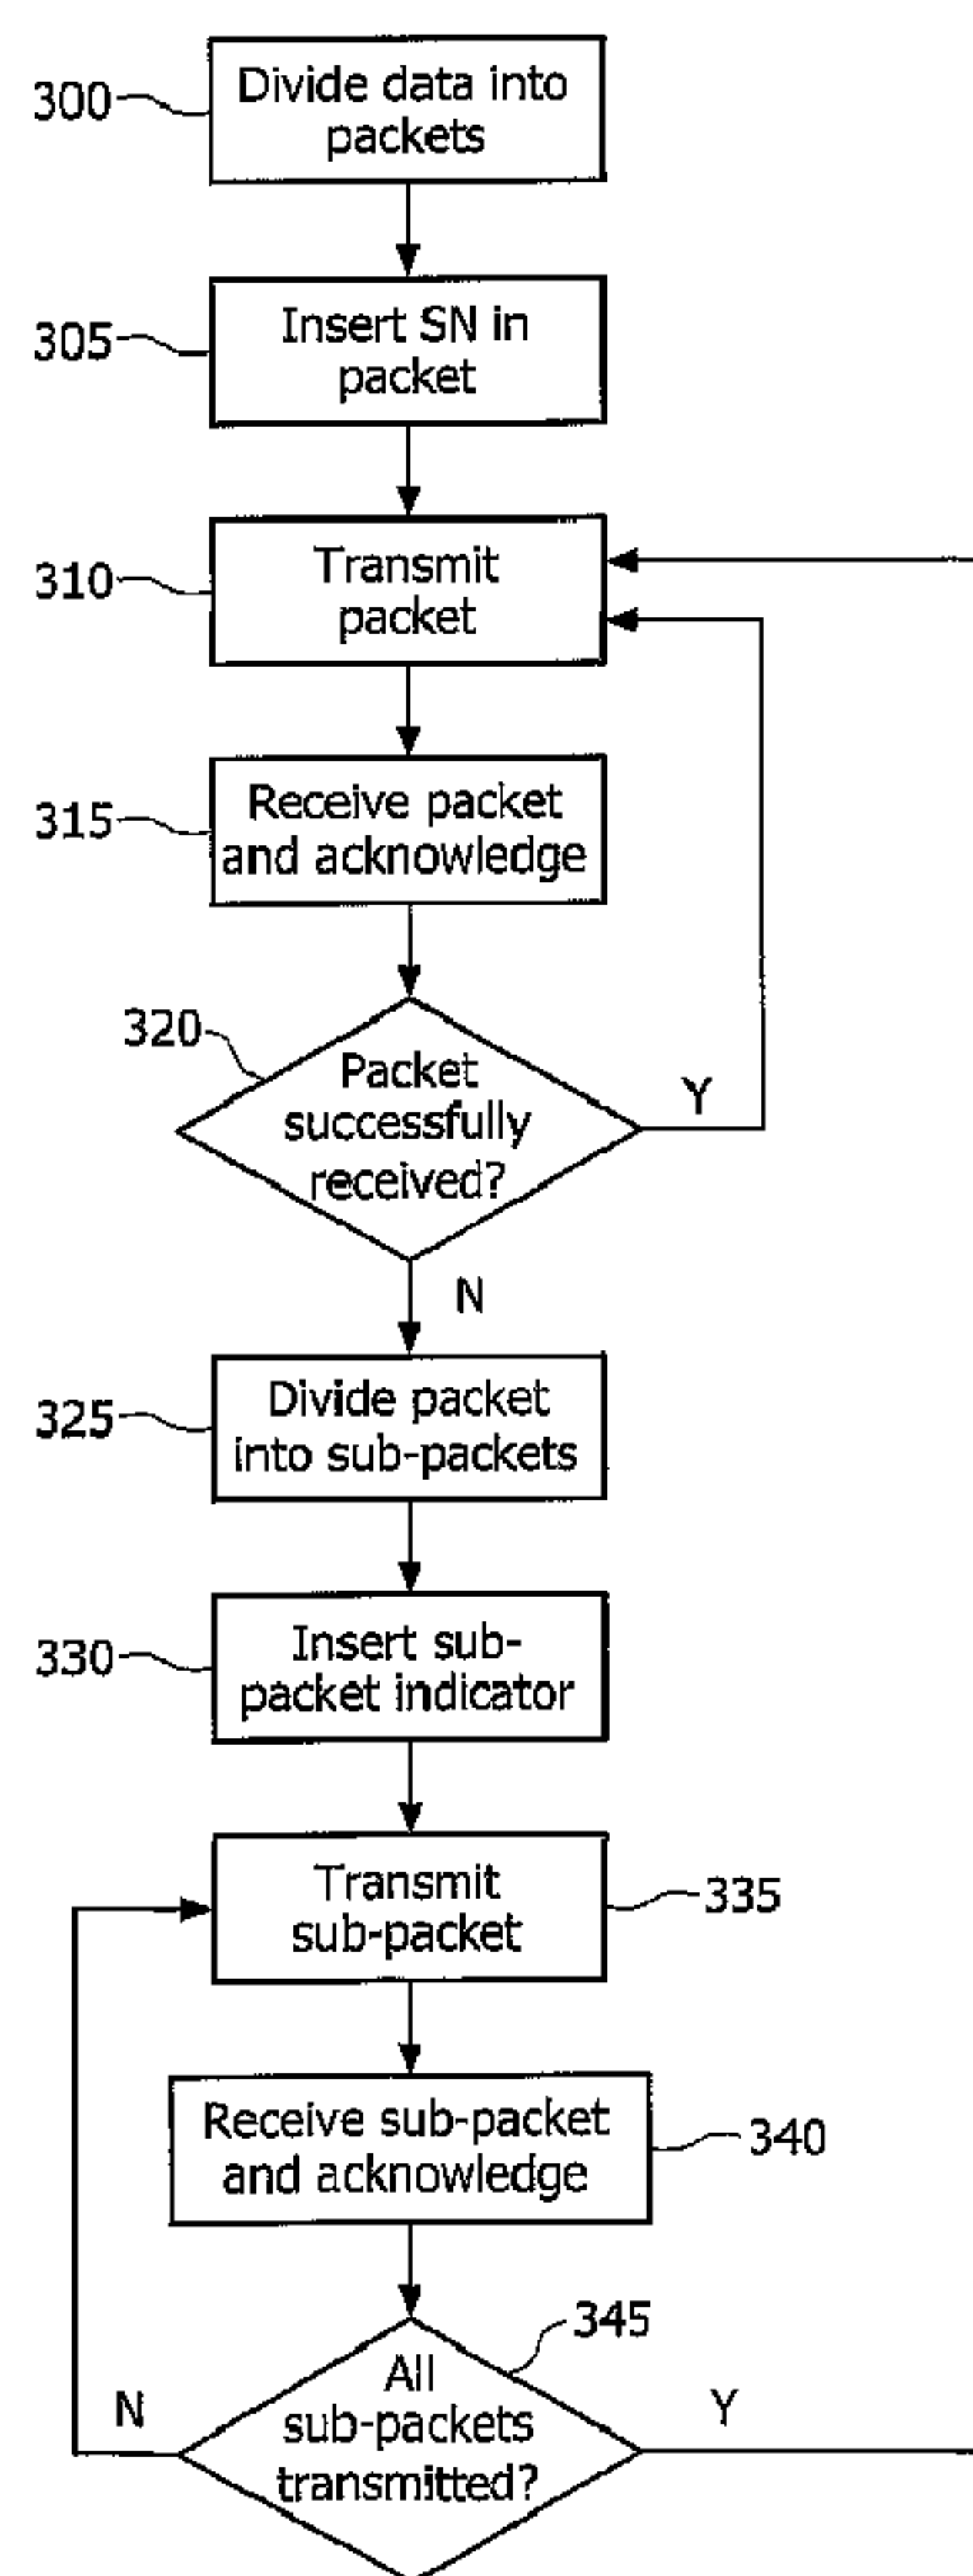 300
Divide data into
packets
305
Insert SN in
packet
310
Transmit
packet
315
Receive packet
and acknowledge
320
Packet
successfully
received?
Y
N
325
Divide packet
into sub-packets
330
Insert sub-
packet indicator
Transmit
sub-packet
335
Receive sub-packet
and acknowledge
340
345
All
sub-packets
transmitted?
N
Y